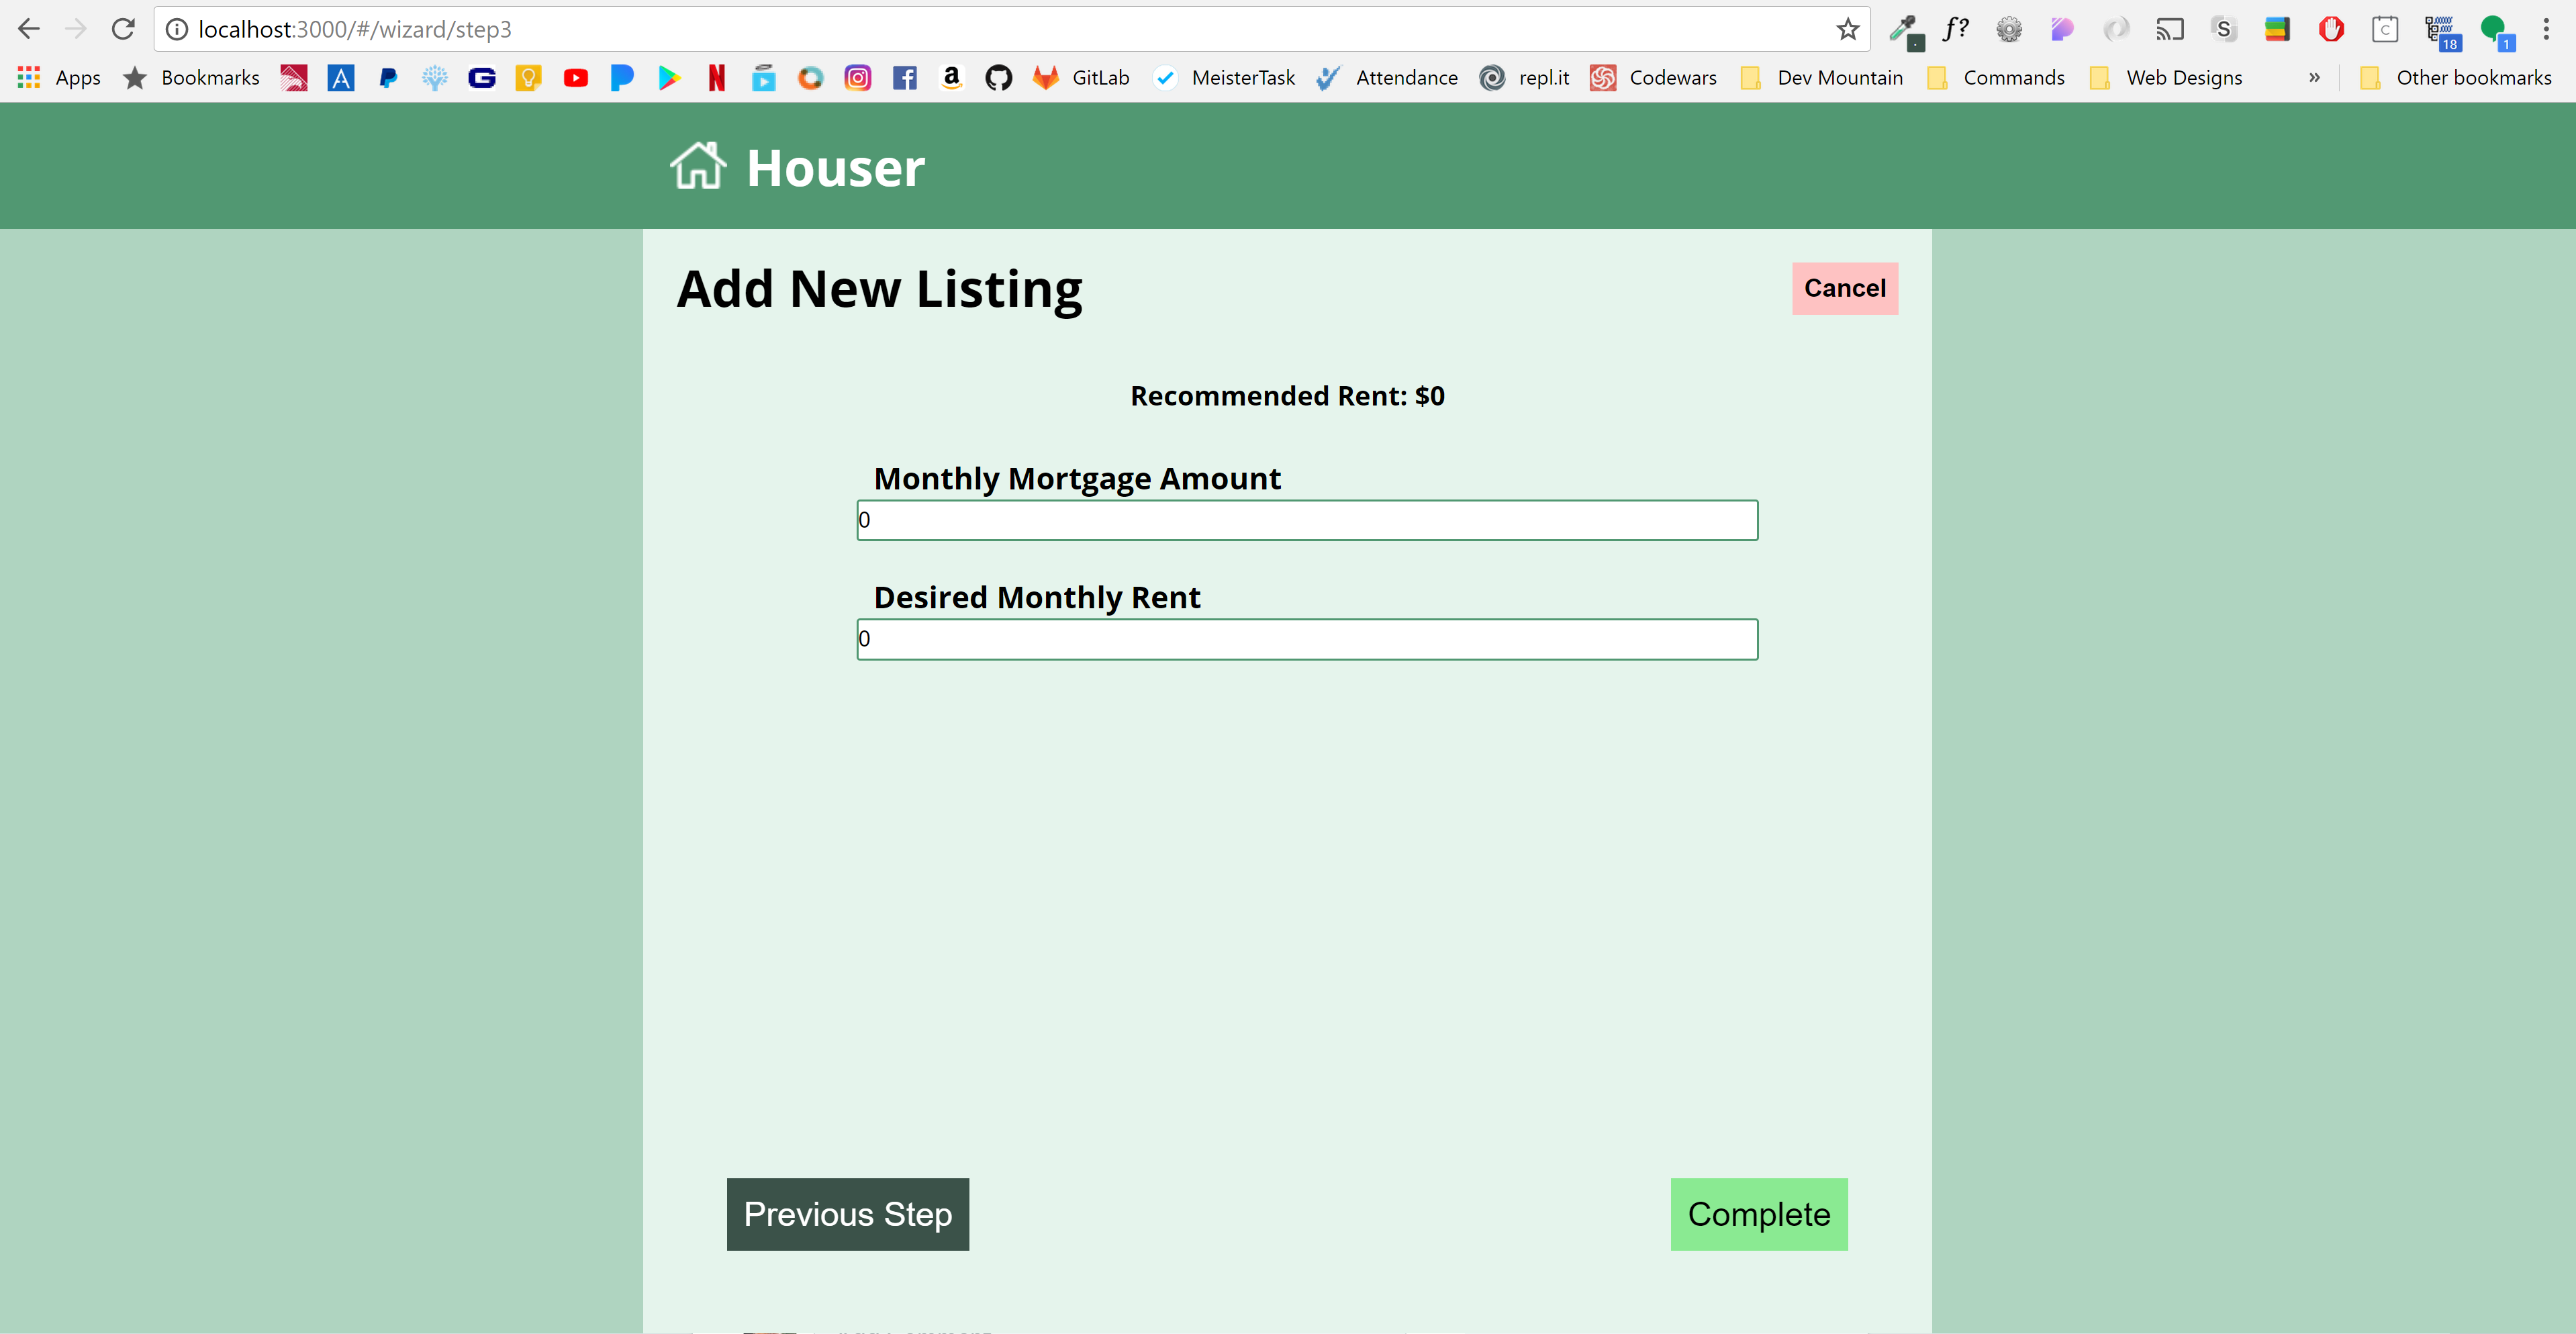 localhost:3000/#/wizard/step3
f?
S
C
18
1
Apps Bookmarks GitLab MeisterTask Attendance repl.it Codewars Dev Mountain Commands Web Designs » Other bookmarks
Houser
Add New Listing
Cancel
Recommended Rent: $0
Monthly Mortgage Amount
0
Desired Monthly Rent
0
Previous Step
Complete